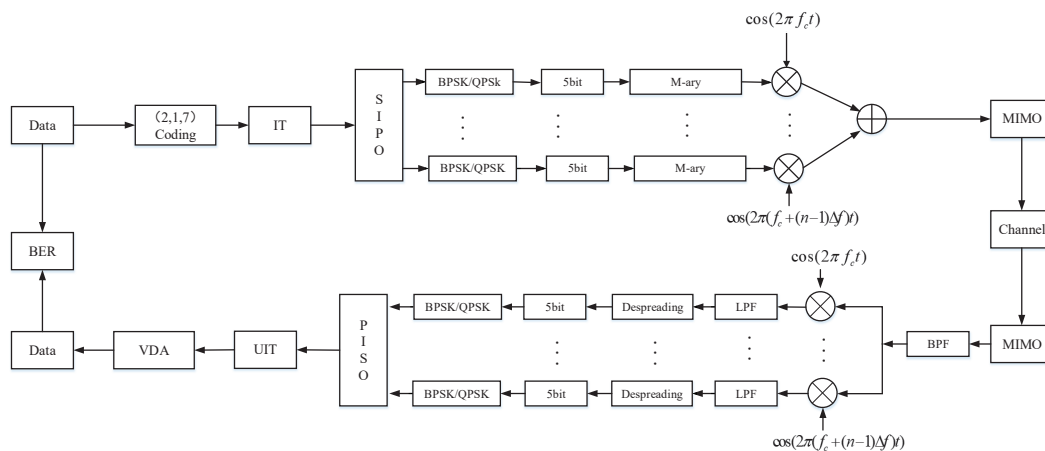 cos(2π f_c t)
BPSK/QPSk
5bit
M-ary
Data
(2,1,7)
Coding
IT
SIPO
MIMO
BPSK/QPSK
5bit
M-ary
cos(2π(f_c+(n−1)Δf)t)
Channel
BER
cos(2π f_c t)
BPSK/QPSK
5bit
Despreading
LPF
Data
VDA
UIT
PISO
BPF
MIMO
BPSK/QPSK
5bit
Despreading
LPF
cos(2π(f_c+(n−1)Δf)t)